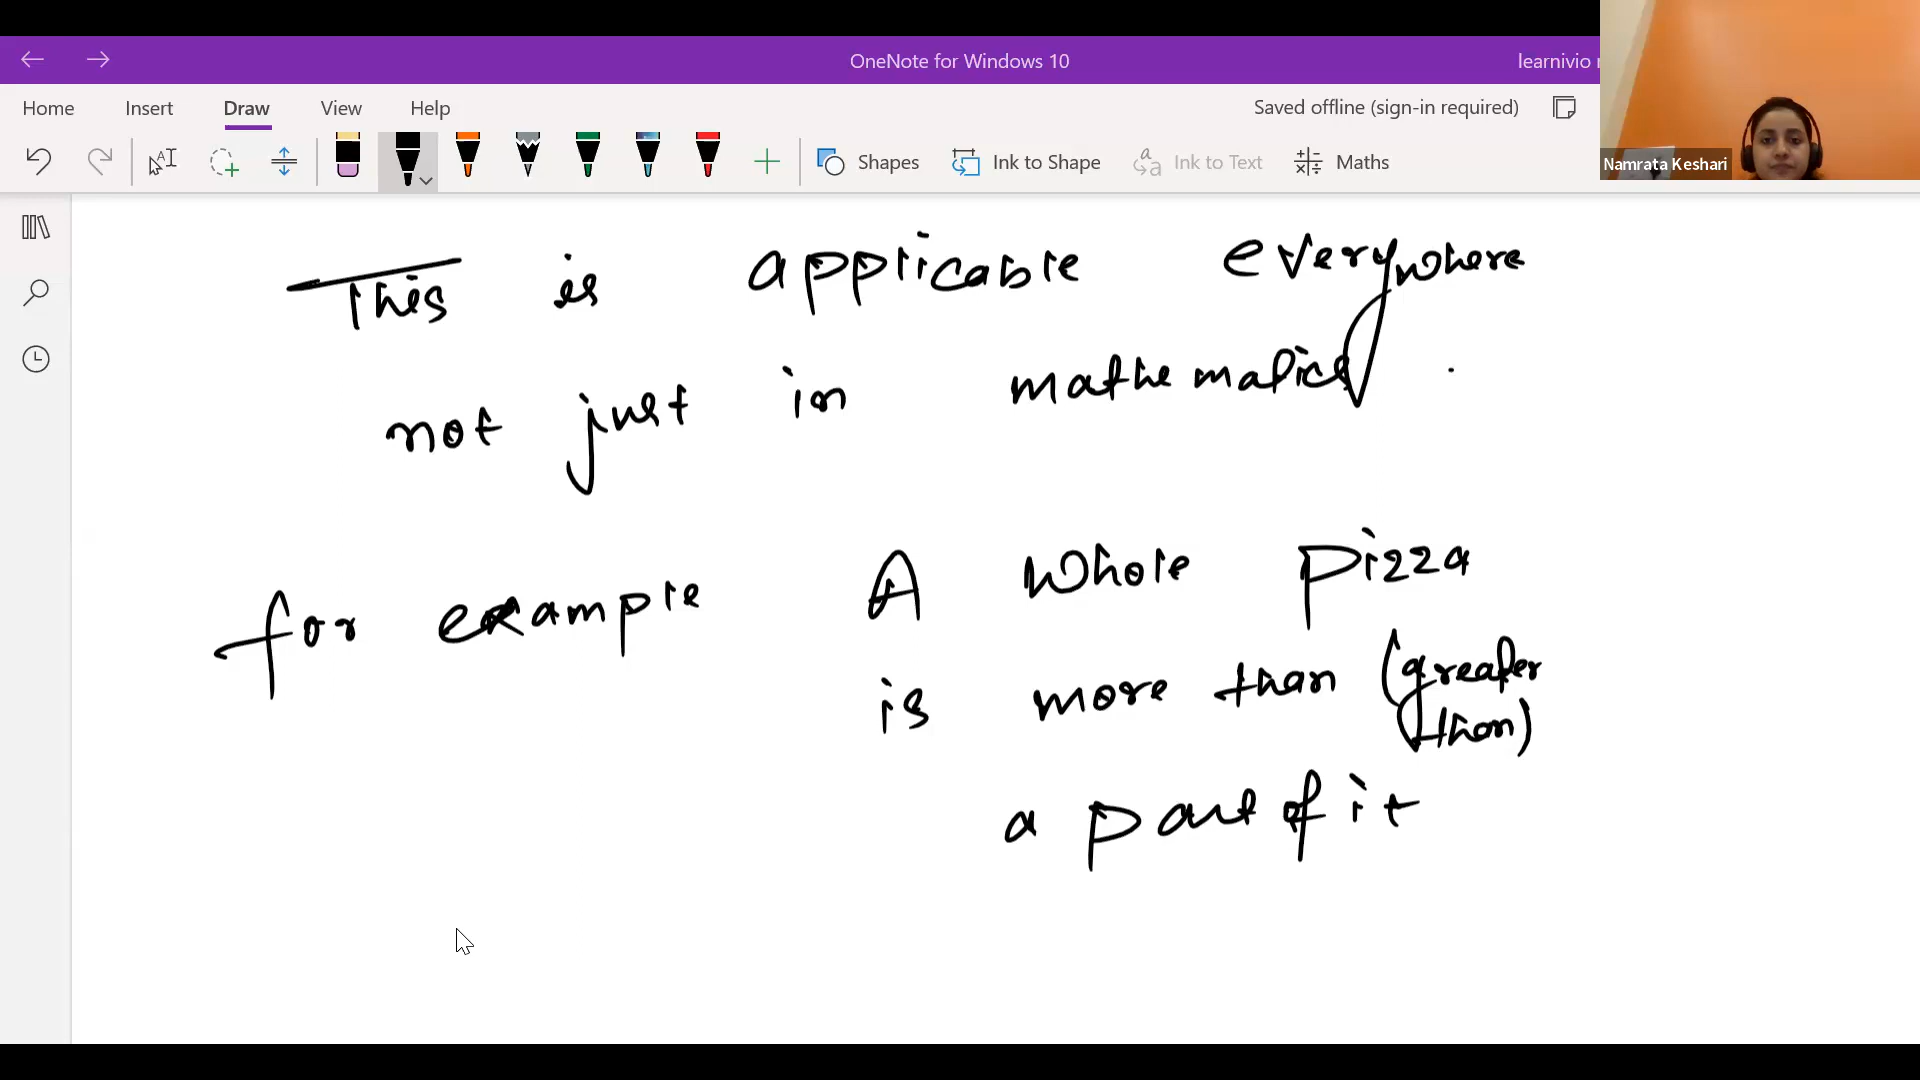 OneNote for Windows 10
learnivio
Home Insert Draw View Help
Saved offline (sign-in required)
Shapes Ink to Shape Ink to Text Maths
Namrata Keshari
This is applicable everywhere
not just in mathematics.
for example A whole pizza
is more than (greater
than)
a part of it